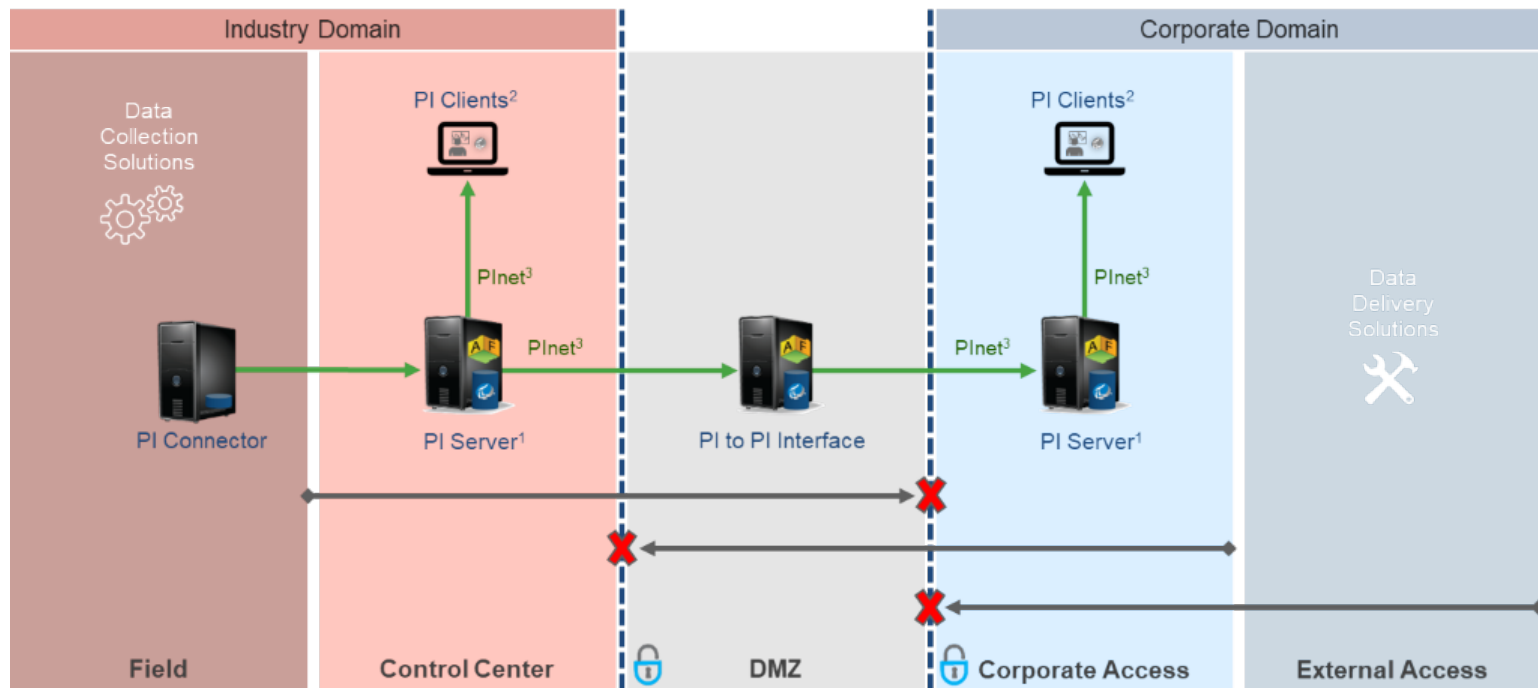 Industry Domain
Corporate Domain
Data
Collection
Solutions
PI Clients²
PI Clients²
PInet³
PInet³
Data
Delivery
Solutions
PInet³
PInet³
A F
A F
A F
PI Connector
PI Server¹
PI to PI Interface
PI Server¹
Field
Control Center
DMZ
Corporate Access
External Access